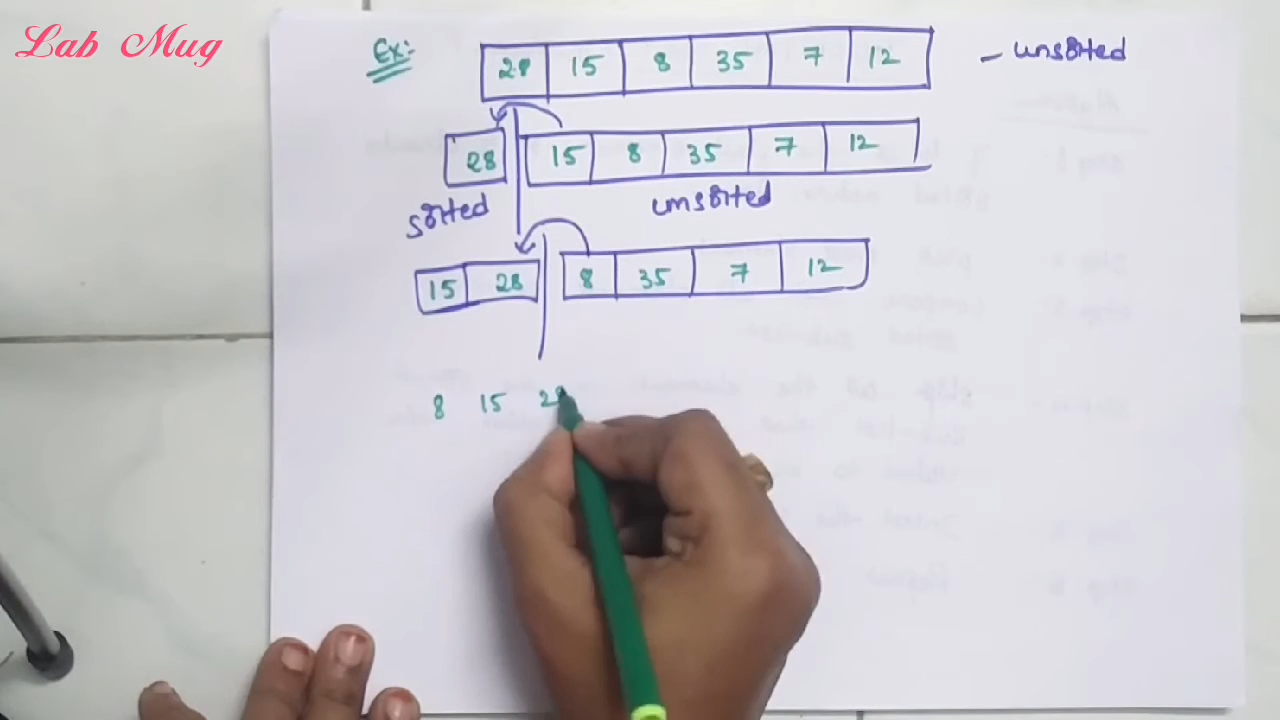 Lab Mug
Ex:-
28 15 8 35 7 12 - unsorted
28 15 8 35 7 12
sorted unsorted
15 28 8 35 7 12
8 15 28